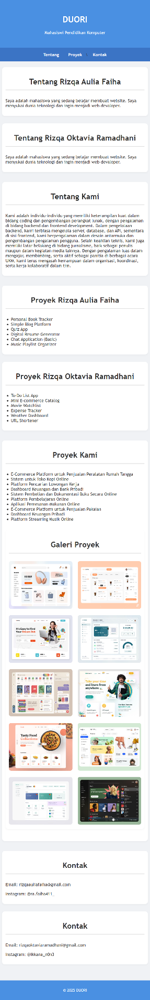 DUORI
Mahasiswi Pendidikan Komputer
Tentang Proyek \ Kontak
Tentang Rizqa Aulia Faiha
Saya adalah mahasiswa yang sedang belajar membuat website. Saya
menyukai dunia teknologi dan ingin menjadi web devaloper.
Tentang Rizqa Oktavia Ramadhani
Saya adalah mahasiswa yang sedang belajar membuat website. Saya
menyukai dunia teknologi dan ingin menjadi web devaloper.
Tentang Kami
Kami adalah individu-individu yang memiliki keterampilan kuat dalam
bidang coding dan pengembangan perangkat lunak, dengan pengalaman
di bidang backend dan frontend development. Dalam pengelolaan
backend, kami terbiasa mengelola server, database, dan API, sementara
di sisi frontend, kami berpengalaman dalam desain antarmuka dan
pengembangan pengalaman pengguna. Selain keahlian teknis, kami juga
memiliki latar belakang di bidang jurnalisme, baik sebagai penulis
maupun dalam kegiatan media lainnya. Dengan pengalaman luas dalam
mengajar, membimbing, serta aktif sebagai panitia di berbagai acara
UKM, kami terus mengasah kemampuan dalam organisasi, koordinasi,
serta kerja kolaboratif dalam tim.
Proyek Rizqa Aulia Faiha
• Personal Book Tracker
• Simple Blog Platform
• Quiz App
• Digital Resume Generator
• Chat Application (Basic)
• Music Playlist Organizer
Proyek Rizqa Oktavia Ramadhani
• To-Do List App
• Mini E-commerce Catalog
• Movie Watchlist
• Expense Tracker
• Weather Dashboard
• URL Shortener
Proyek Kami
• E-Commerce Platform untuk Penjualan Peralatan Rumah Tangga
• Sistem untuk Toko Kopi Online
• Platform Pencarian Lowongan Kerja
• Dashboard Keuangan dan Bank Pribadi
• Sistem Pembelian dan Dokumentasi Buku Secara Online
• Platform Pembelajaran Online
• Aplikasi Pemesanan Makanan Online
• E-Commerce Platform untuk Penjualan Pakaian
• Dashboard Keuangan Pribadi
• Platform Streaming Musik Online
Galeri Proyek
It's Easy to Find
Your Dream Job
Take your time
and learn from
anywhere
Tasty Food
Collections
Kontak
Email: rizqaauliafaiha@gmail.com
Instagram: @ra.faiha411_
Kontak
Email: rizqaoktaviaramadhani@gmail.com
Instagram: @ikkana_n0n3
© 2025 DUORI